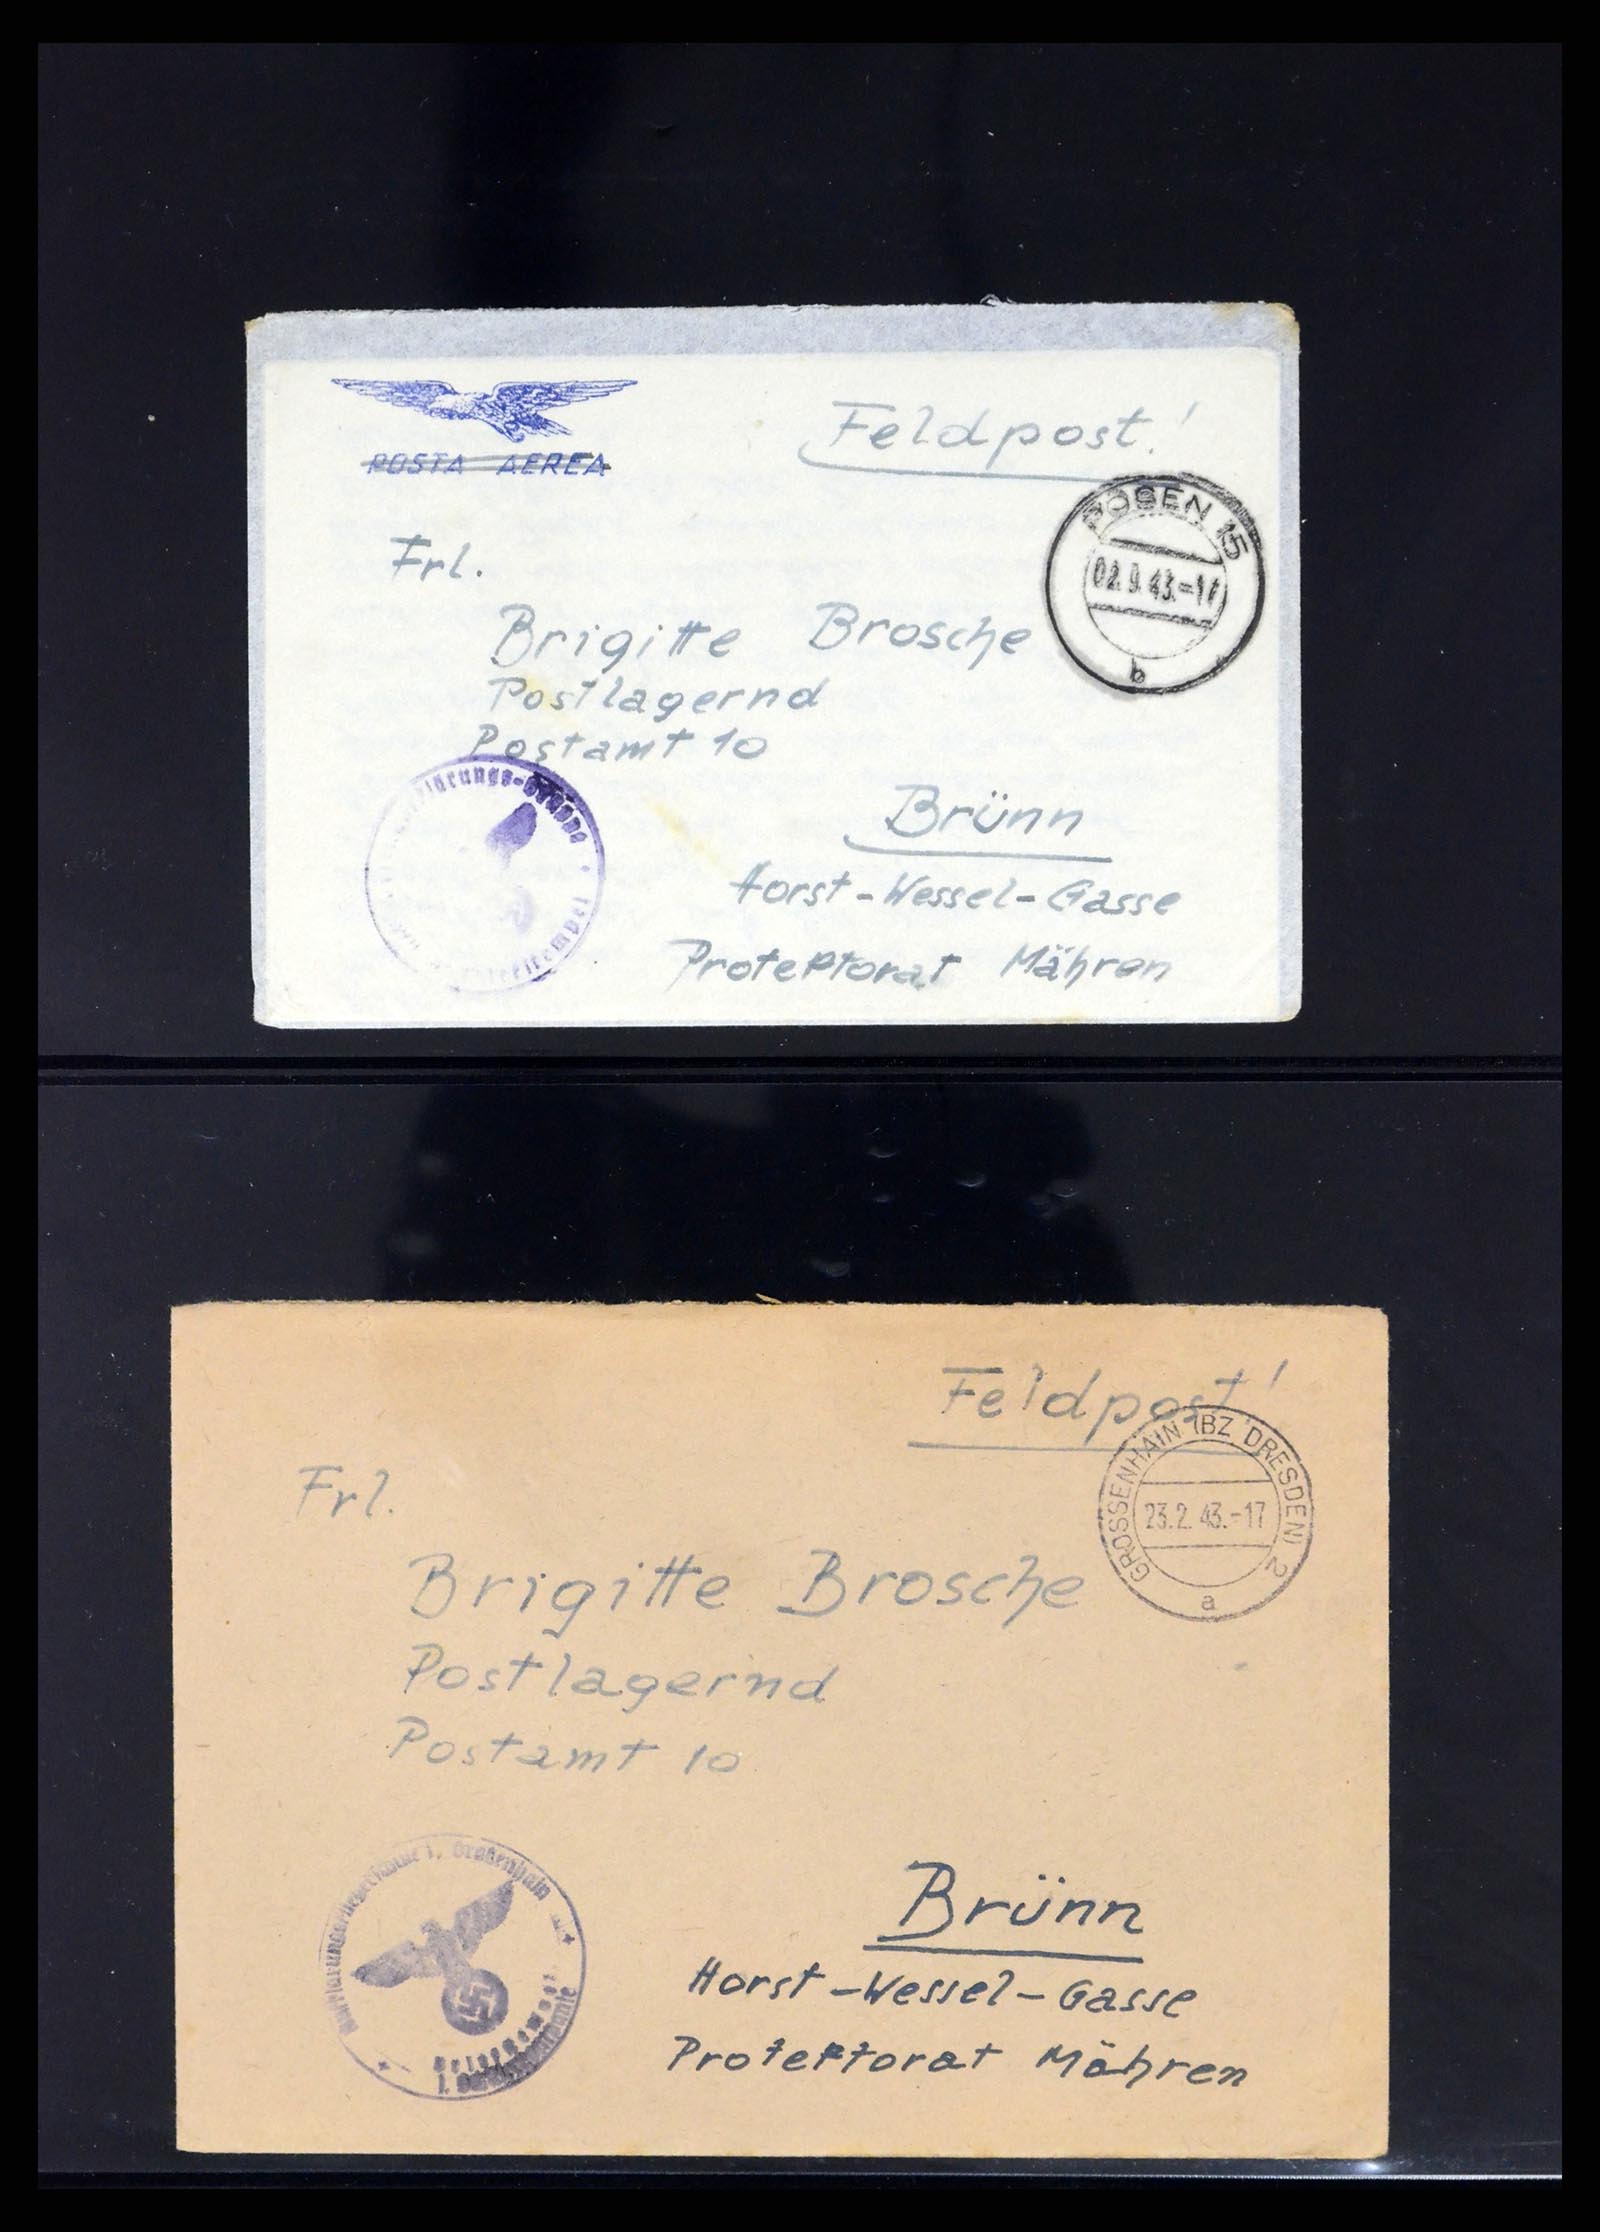 POSTA AEREA
Feldpost!
POSEN 15
02.9.43.-17
b
Frl.
Brigitte Brosche
Postlagernd
Postamt 10
Brünn
Horst-Wessel-Gasse
Protektorat Mähren
Feldpost!
GROSSENHAIN (BZ DRESDEN) 2
23.2.43.-17
a
Frl.
Brigitte Brosche
Postlagernd
Postamt 10
Brünn
Horst-Wessel-Gasse
Protektorat Mähren
Großenhain
Briefstempel